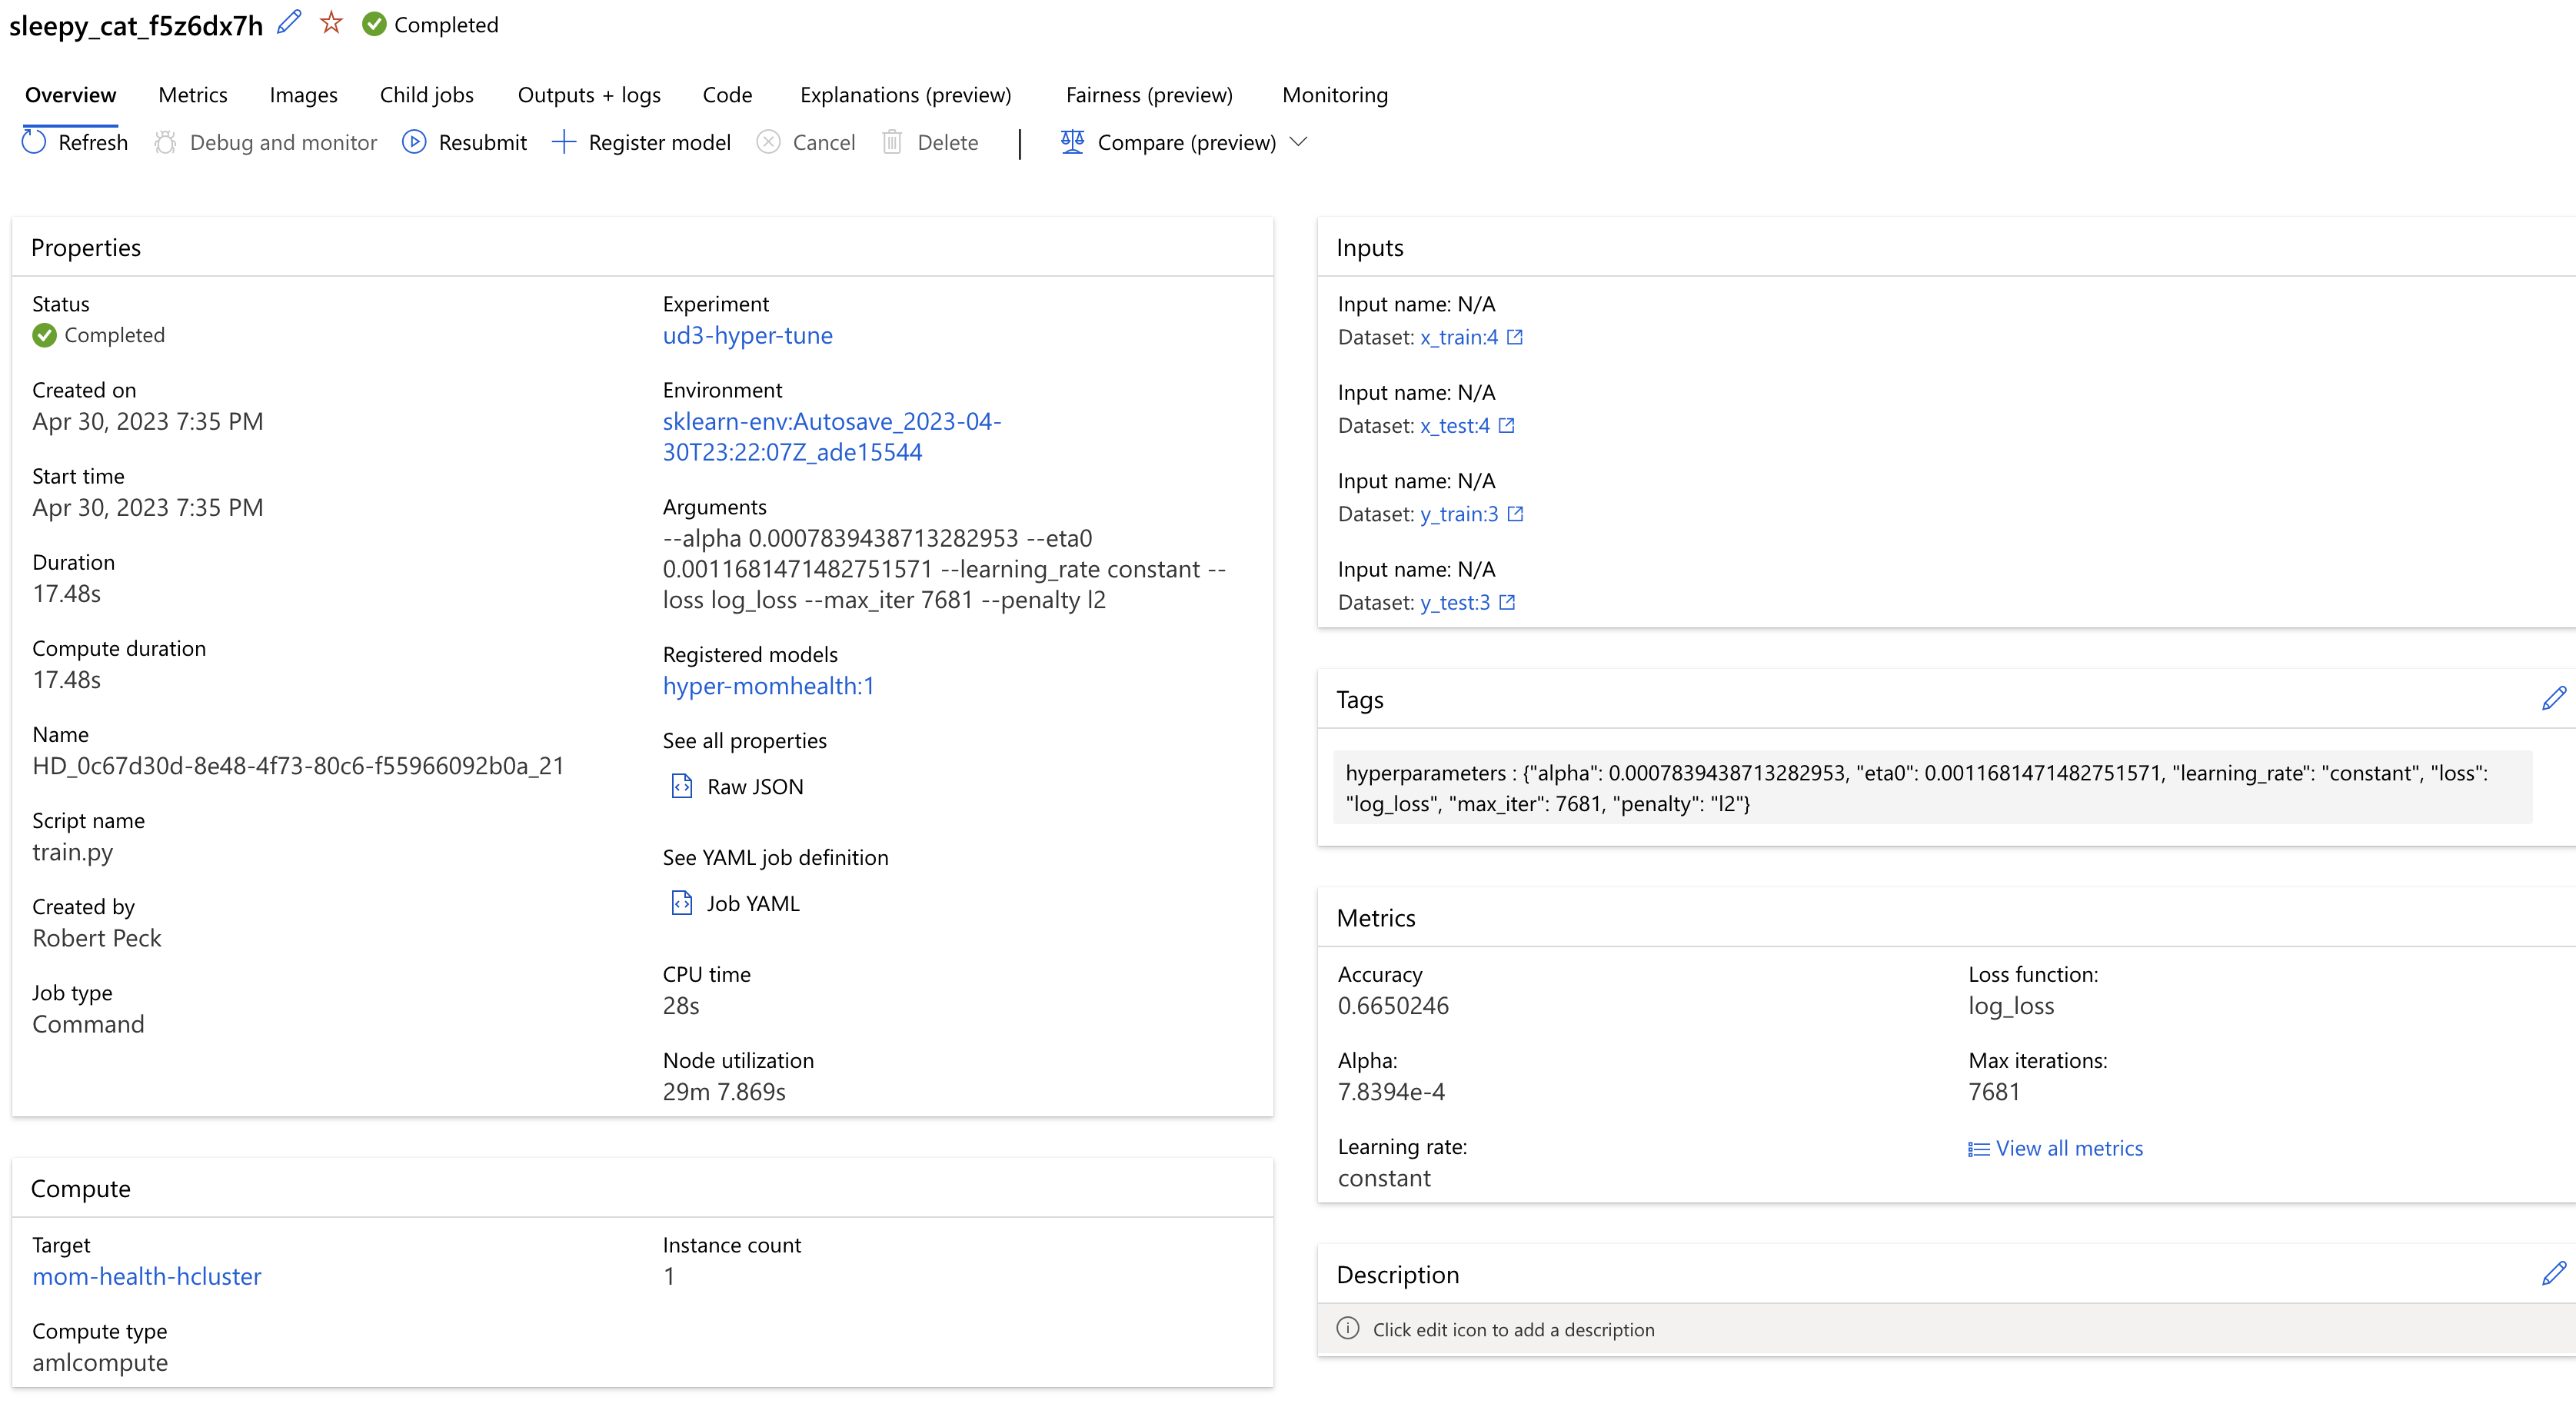 sleepy_cat_f5z6dx7h Completed
Overview Metrics Images Child jobs Outputs + logs Code Explanations (preview) Fairness (preview) Monitoring
Refresh Debug and monitor Resubmit Register model Cancel Delete | Compare (preview)
Properties
Status
Completed
Created on
Apr 30, 2023 7:35 PM
Start time
Apr 30, 2023 7:35 PM
Duration
17.48s
Compute duration
17.48s
Name
HD_0c67d30d-8e48-4f73-80c6-f55966092b0a_21
Script name
train.py
Created by
Robert Peck
Job type
Command
Experiment
ud3-hyper-tune
Environment
sklearn-env:Autosave_2023-04-
30T23:22:07Z_ade15544
Arguments
--alpha 0.0007839438713282953 --eta0
0.0011681471482751571 --learning_rate constant --
loss log_loss --max_iter 7681 --penalty l2
Registered models
hyper-momhealth:1
See all properties
Raw JSON
See YAML job definition
Job YAML
CPU time
28s
Node utilization
29m 7.869s
Compute
Target
mom-health-hcluster
Compute type
amlcompute
Instance count
1
Inputs
Input name: N/A
Dataset: x_train:4
Input name: N/A
Dataset: x_test:4
Input name: N/A
Dataset: y_train:3
Input name: N/A
Dataset: y_test:3
Tags
hyperparameters : {"alpha": 0.0007839438713282953, "eta0": 0.0011681471482751571, "learning_rate": "constant", "loss":
"log_loss", "max_iter": 7681, "penalty": "l2"}
Metrics
Accuracy
0.6650246
Alpha:
7.8394e-4
Learning rate:
constant
Loss function:
log_loss
Max iterations:
7681
View all metrics
Description
Click edit icon to add a description